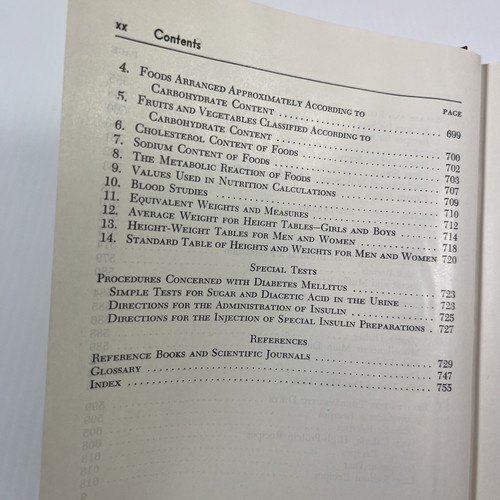 xx Contents
PAGE
4. Foods Arranged Approximately According to
Carbohydrate Content . . . . . . . . . . . . . . . . . . . . 699
5. Fruits and Vegetables Classified According to
Carbohydrate Content . . . . . . . . . . . . . . . . . . . . 700
6. Cholesterol Content of Foods . . . . . . . . . . . . . . . . 702
7. Sodium Content of Foods . . . . . . . . . . . . . . . . . . . 703
8. The Metabolic Reaction of Foods . . . . . . . . . . . . . . 707
9. Values Used in Nutrition Calculations . . . . . . . . . . . 709
10. Blood Studies . . . . . . . . . . . . . . . . . . . . . . . . 710
11. Equivalent Weights and Measures . . . . . . . . . . . . . 712
12. Average Weight for Height Tables—Girls and Boys . . . . 714
13. Height-Weight Tables for Men and Women . . . . . . . . 718
14. Standard Table of Heights and Weights for Men and Women 720
Special Tests
Procedures Concerned with Diabetes Mellitus . . . . . . . . . 723
Simple Tests for Sugar and Diacetic Acid in the Urine . . . 723
Directions for the Administration of Insulin . . . . . . . . . 725
Directions for the Injection of Special Insulin Preparations . 727
References
Reference Books and Scientific Journals . . . . . . . . . . . . 729
Glossary . . . . . . . . . . . . . . . . . . . . . . . . . . . . . 747
Index . . . . . . . . . . . . . . . . . . . . . . . . . . . . . . . 755